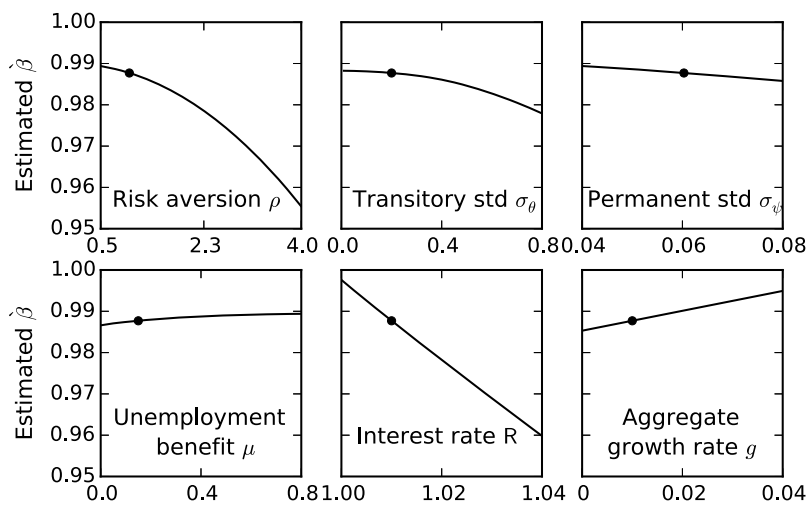 Estimated β̀
1.00
0.99
0.98
0.97
0.96
0.95
Risk aversion ρ
0.5 2.3 4.0
Transitory std σθ
0.0 0.4 0.8
Permanent std σψ
0.04 0.06 0.08
Estimated β̀
1.00
0.99
0.98
0.97
0.96
0.95
Unemployment
benefit μ
0.0 0.4 0.8
Interest rate R
1.00 1.02 1.04
Aggregate
growth rate g
0 0.02 0.04